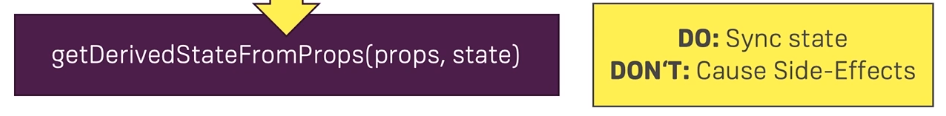 getDerivedStateFromProps(props, state)
DO: Sync state
DON‘T: Cause Side-Effects